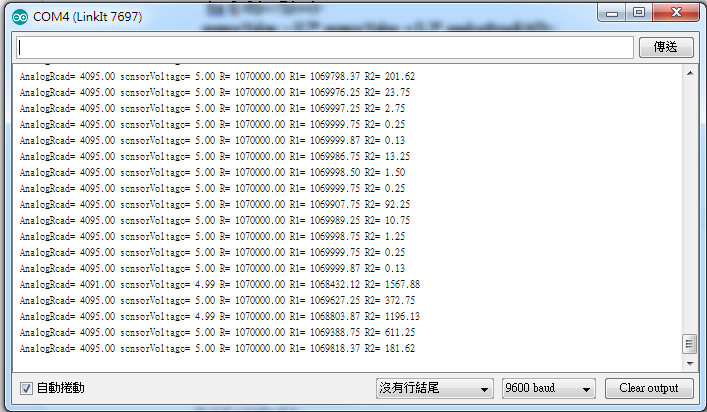 COM4 (LinkIt 7697)
傳送
AnalogRead= 4095.00 sensorVoltage= 5.00 R= 1070000.00 R1= 1069798.37 R2= 201.62
AnalogRead= 4095.00 sensorVoltage= 5.00 R= 1070000.00 R1= 1069976.25 R2= 23.75
AnalogRead= 4095.00 sensorVoltage= 5.00 R= 1070000.00 R1= 1069997.25 R2= 2.75
AnalogRead= 4095.00 sensorVoltage= 5.00 R= 1070000.00 R1= 1069999.75 R2= 0.25
AnalogRead= 4095.00 sensorVoltage= 5.00 R= 1070000.00 R1= 1069999.87 R2= 0.13
AnalogRead= 4095.00 sensorVoltage= 5.00 R= 1070000.00 R1= 1069986.75 R2= 13.25
AnalogRead= 4095.00 sensorVoltage= 5.00 R= 1070000.00 R1= 1069998.50 R2= 1.50
AnalogRead= 4095.00 sensorVoltage= 5.00 R= 1070000.00 R1= 1069999.75 R2= 0.25
AnalogRead= 4095.00 sensorVoltage= 5.00 R= 1070000.00 R1= 1069907.75 R2= 92.25
AnalogRead= 4095.00 sensorVoltage= 5.00 R= 1070000.00 R1= 1069989.25 R2= 10.75
AnalogRead= 4095.00 sensorVoltage= 5.00 R= 1070000.00 R1= 1069998.75 R2= 1.25
AnalogRead= 4095.00 sensorVoltage= 5.00 R= 1070000.00 R1= 1069999.75 R2= 0.25
AnalogRead= 4095.00 sensorVoltage= 5.00 R= 1070000.00 R1= 1069999.87 R2= 0.13
AnalogRead= 4091.00 sensorVoltage= 4.99 R= 1070000.00 R1= 1068432.12 R2= 1567.88
AnalogRead= 4095.00 sensorVoltage= 5.00 R= 1070000.00 R1= 1069627.25 R2= 372.75
AnalogRead= 4095.00 sensorVoltage= 4.99 R= 1070000.00 R1= 1068803.87 R2= 1196.13
AnalogRead= 4095.00 sensorVoltage= 5.00 R= 1070000.00 R1= 1069388.75 R2= 611.25
AnalogRead= 4095.00 sensorVoltage= 5.00 R= 1070000.00 R1= 1069818.37 R2= 181.62
自動捲動
沒有行結尾
9600 baud
Clear output